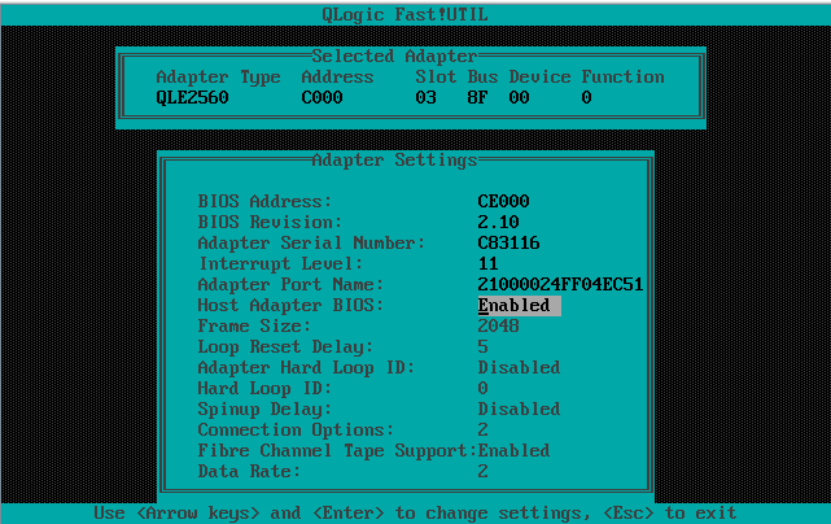 QLogic Fast!UTIL
Selected Adapter
Adapter Type Address Slot Bus Device Function
QLE2560 C000 03 8F 00 0
Adapter Settings
BIOS Address: CE000
BIOS Revision: 2.10
Adapter Serial Number: C83116
Interrupt Level: 11
Adapter Port Name: 21000024FF04EC51
Host Adapter BIOS: Enabled
Frame Size: 2048
Loop Reset Delay: 5
Adapter Hard Loop ID: Disabled
Hard Loop ID: 0
Spinup Delay: Disabled
Connection Options: 2
Fibre Channel Tape Support:Enabled
Data Rate: 2
Use <Arrow keys> and <Enter> to change settings, <Esc> to exit